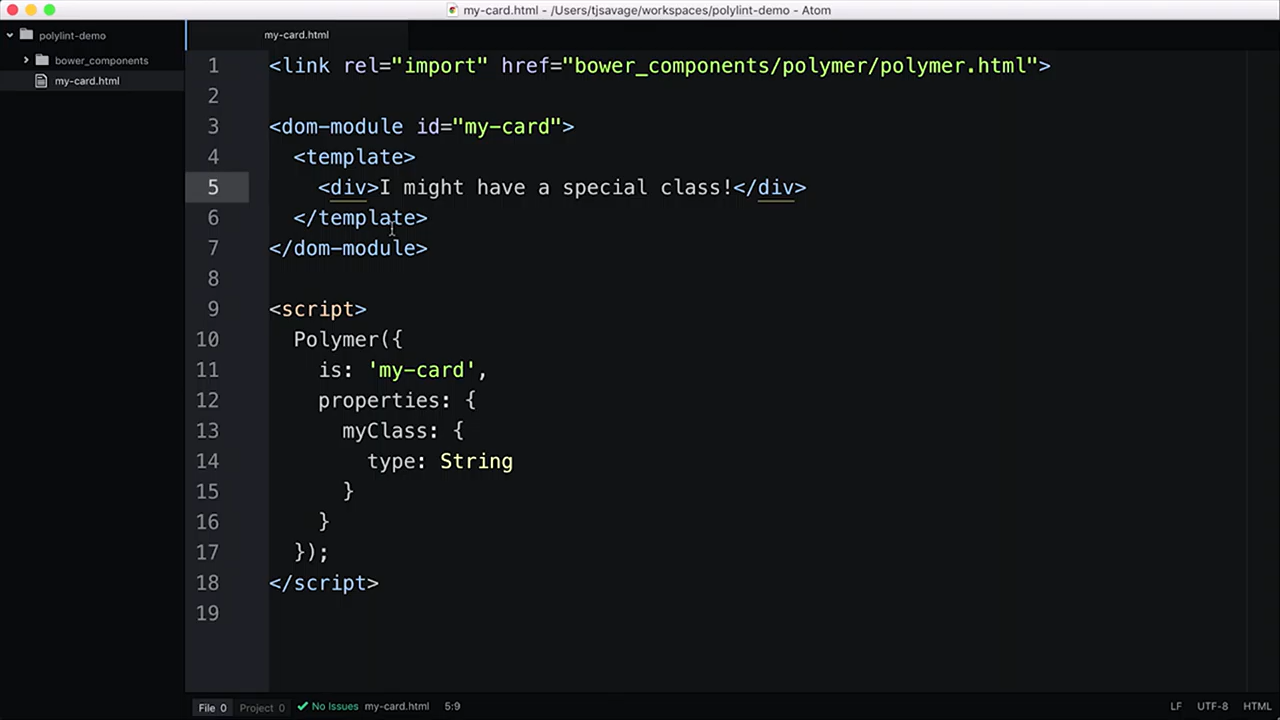 my-card.html - /Users/tjsavage/workspaces/polylint-demo - Atom
polylint-demo
bower_components
my-card.html
my-card.html
1 <link rel="import" href="bower_components/polymer/polymer.html">
2
3 <dom-module id="my-card">
4 <template>
5 <div>I might have a special class!</div>
6 </template>
7 </dom-module>
8
9 <script>
10 Polymer({
11 is: 'my-card',
12 properties: {
13 myClass: {
14 type: String
15 }
16 }
17 });
18 </script>
19
File 0 Project 0 No Issues my-card.html 5:9 LF UTF-8 HTML